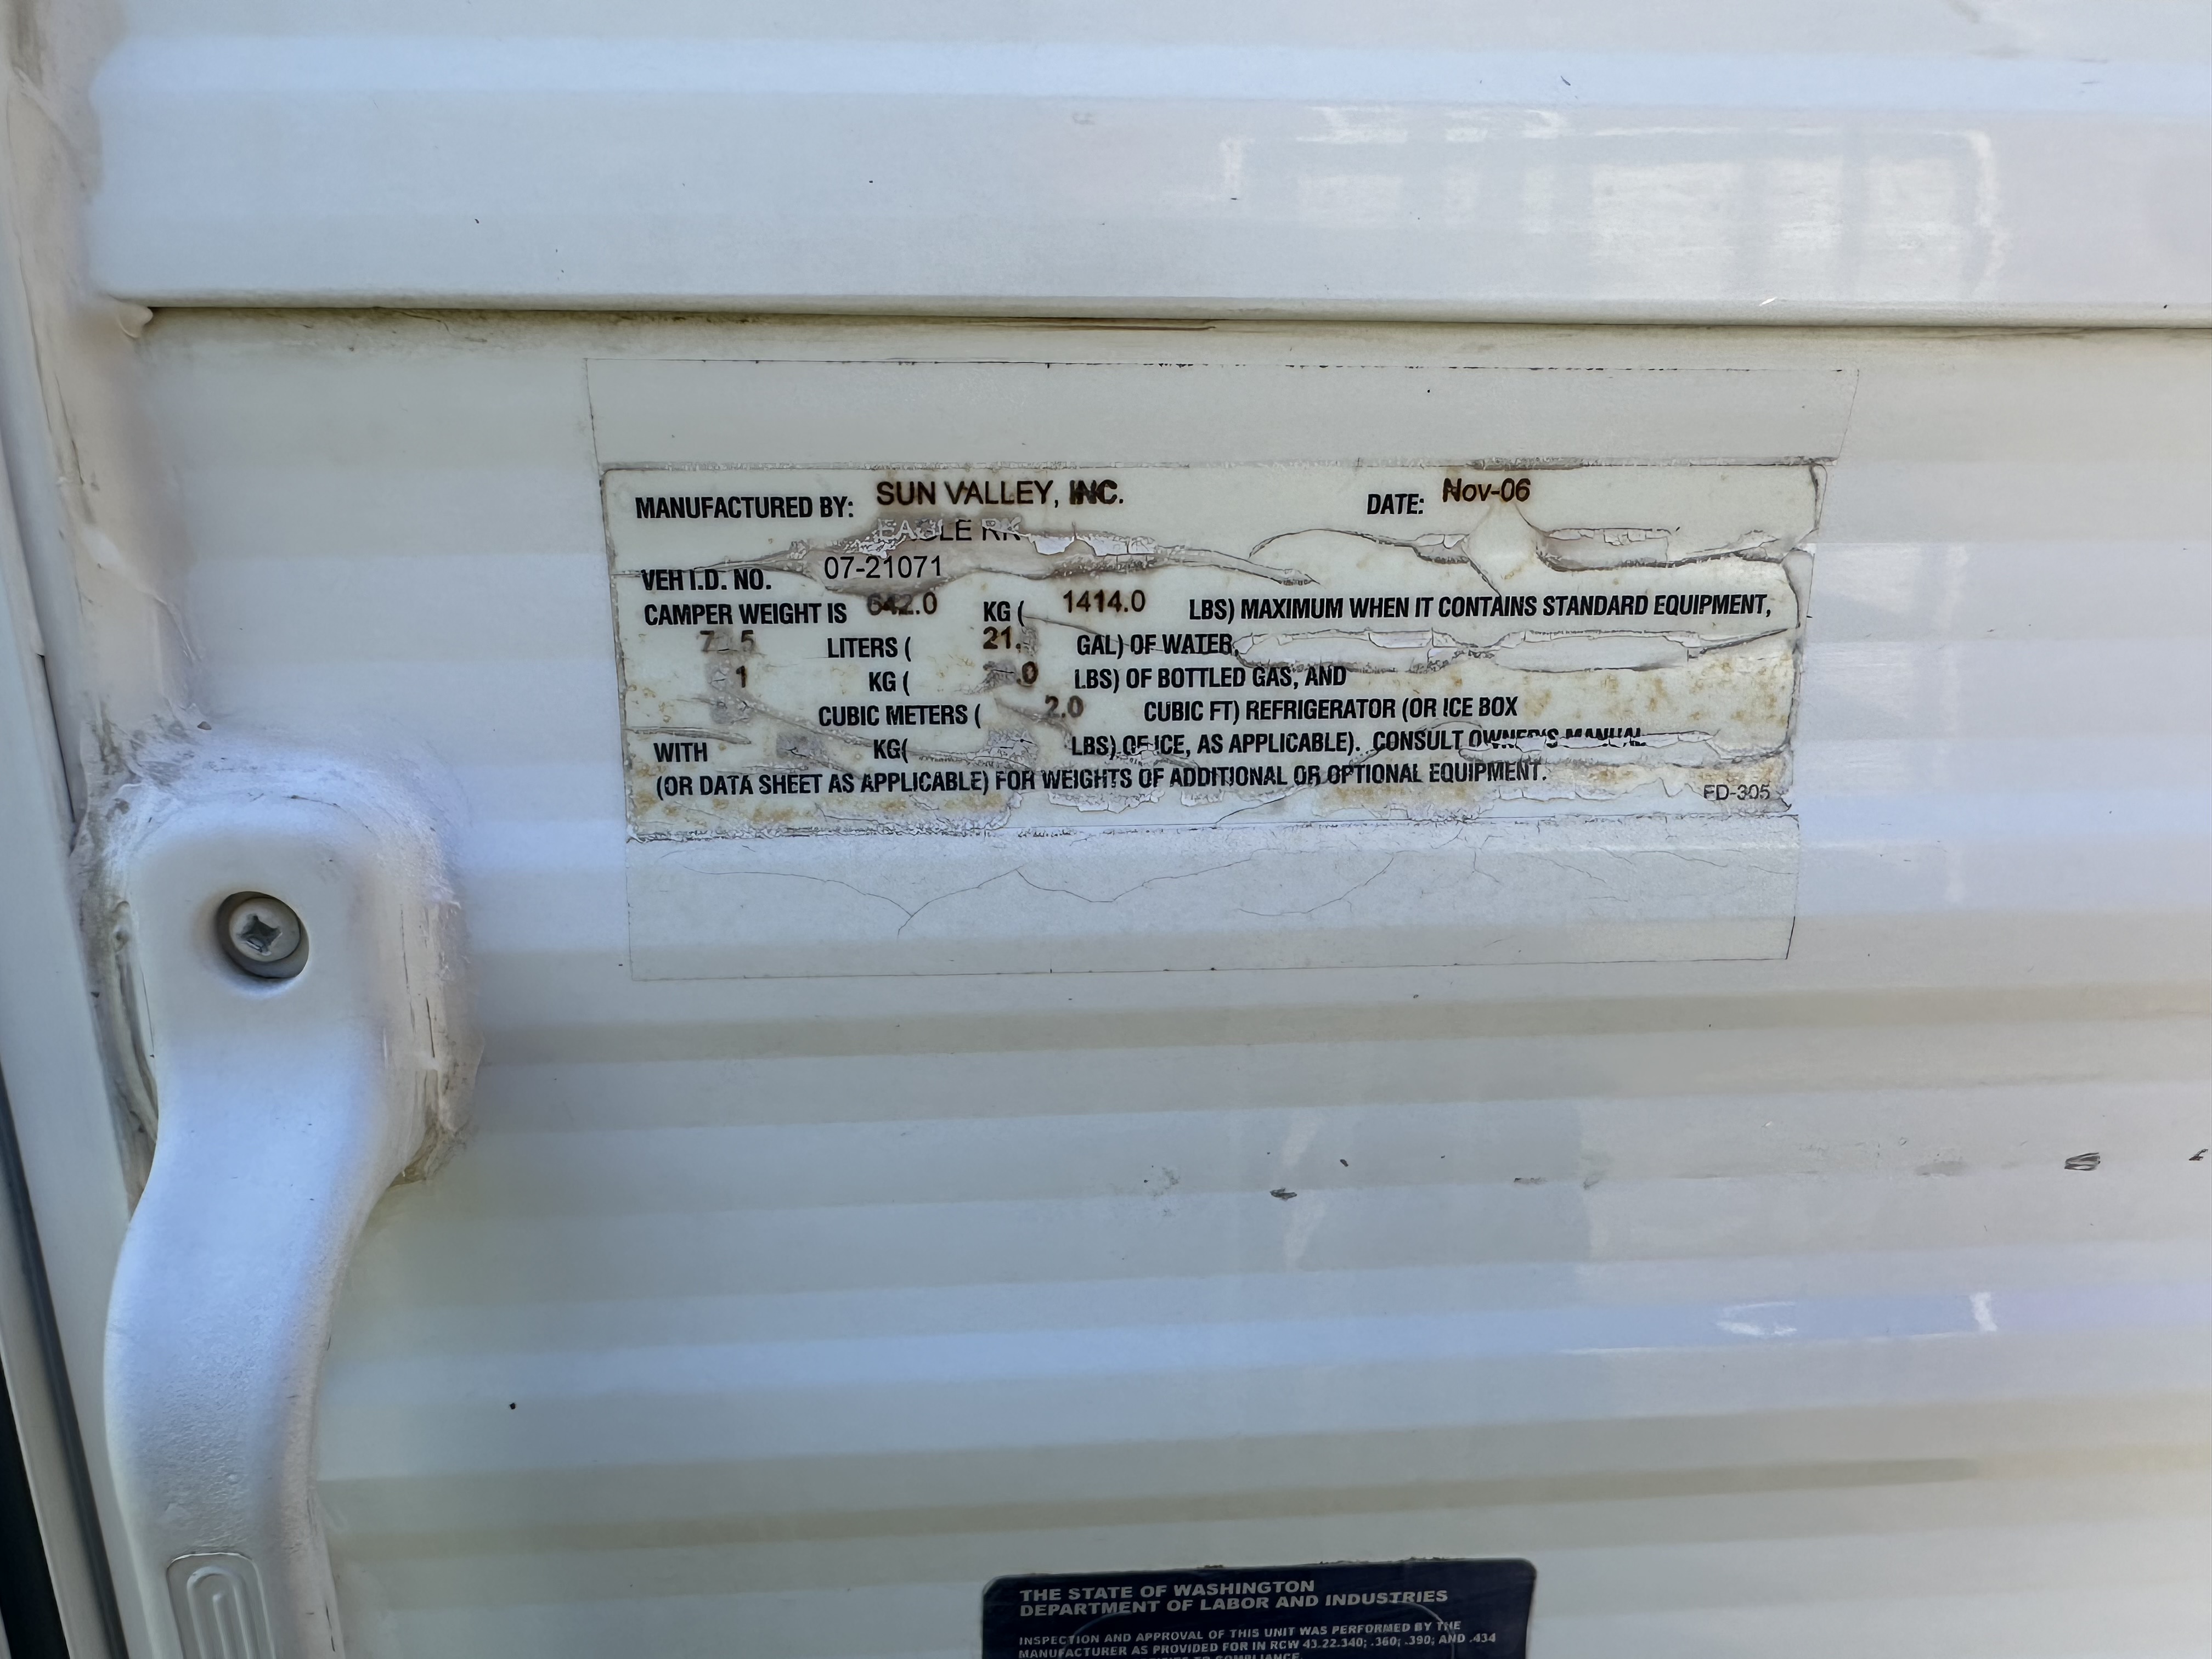 MANUFACTURED BY: SUN VALLEY, INC. DATE: Nov-06
EAGLE
VEH I.D. NO. 07-21071
CAMPER WEIGHT IS 642.0 KG ( 1414.0 LBS) MAXIMUM WHEN IT CONTAINS STANDARD EQUIPMENT,
LITERS ( GAL) OF WATER,
KG ( LBS) OF BOTTLED GAS, AND
CUBIC METERS ( 2.0 CUBIC FT) REFRIGERATOR (OR ICE BOX
WITH KG( LBS) OF ICE, AS APPLICABLE). CONSULT OWNER'S MANUAL
(OR DATA SHEET AS APPLICABLE) FOR WEIGHTS OF ADDITIONAL OR OPTIONAL EQUIPMENT.
FD-305
THE STATE OF WASHINGTON
DEPARTMENT OF LABOR AND INDUSTRIES
INSPECTION AND APPROVAL OF THIS UNIT WAS PERFORMED BY THE
MANUFACTURER AS PROVIDED FOR IN RCW 43.22.340; .360; .390; AND .434